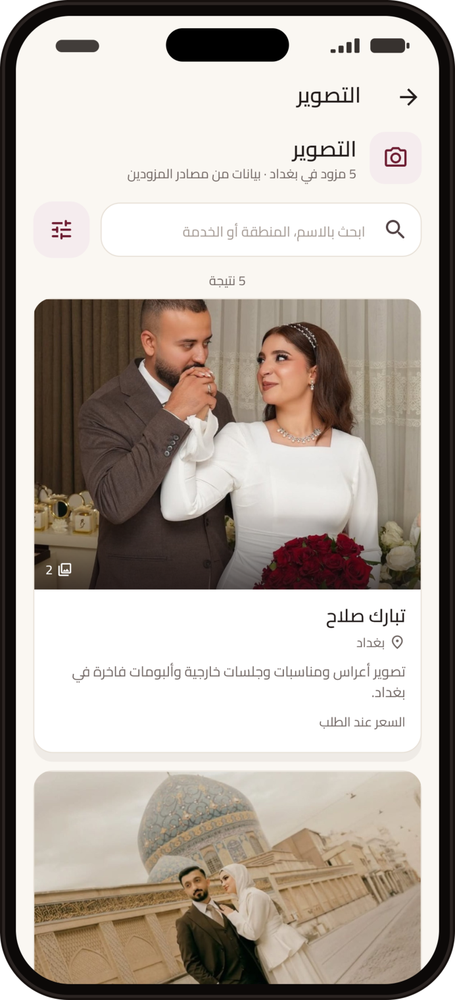 التصوير
التصوير
5 مزود في بغداد · بيانات من مصادر المزودين
ابحث بالاسم، المنطقة أو الخدمة
5 نتيجة
2
تبارك صلاح
بغداد
تصوير أعراس ومناسبات وجلسات خارجية وألبومات فاخرة في
بغداد.
السعر عند الطلب